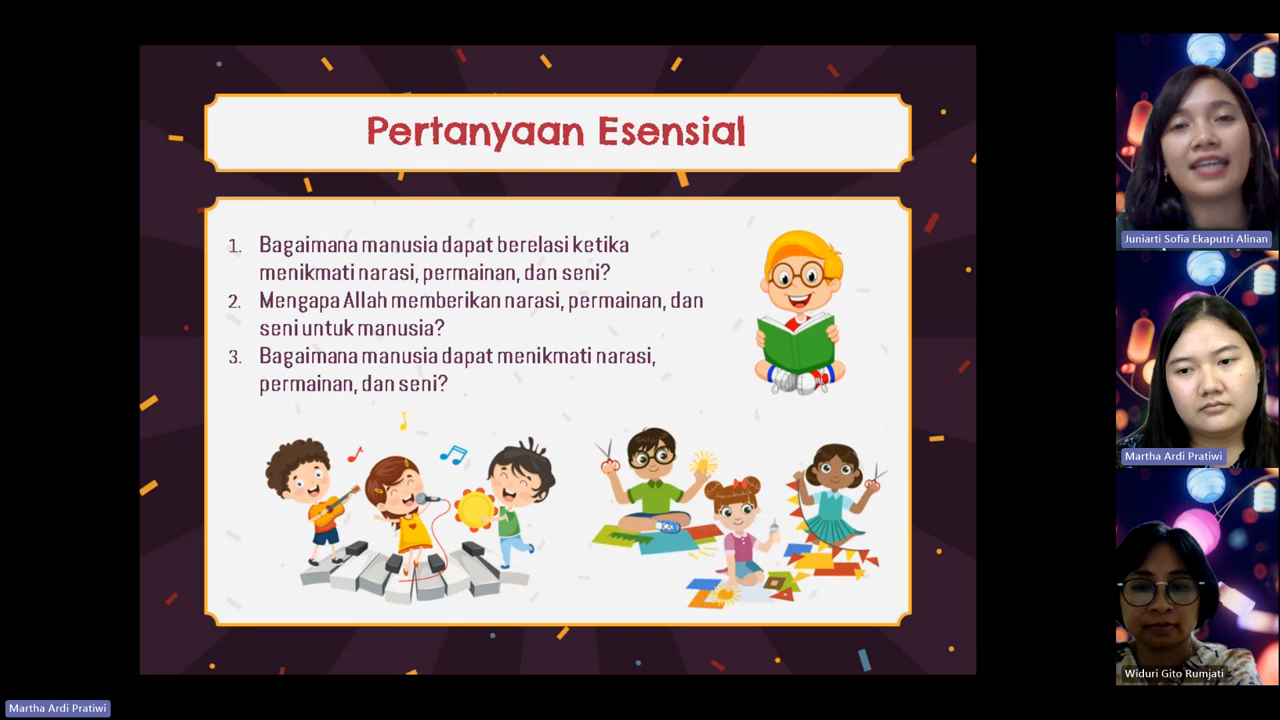 Pertanyaan Esensial
1. Bagaimana manusia dapat berelasi ketika
menikmati narasi, permainan, dan seni?
2. Mengapa Allah memberikan narasi, permainan, dan
seni untuk manusia?
3. Bagaimana manusia dapat menikmati narasi,
permainan, dan seni?
Juniarti Sofia Ekaputri Alinan
Martha Ardi Pratiwi
Widuri Gito Rumjati
Martha Ardi Pratiwi